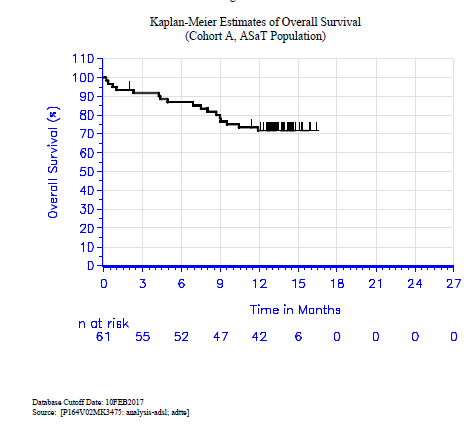 Kaplan-Meier Estimates of Overall Survival
(Cohort A, ASaT Population)
110
100
90
80
70
60
50
40
30
20
10
0
Overall Survival (%)
0 3 6 9 12 15 18 21 24 27
Time in Months
n at risk
61 55 52 47 42 6 0 0 0 0
Database Cutoff Date: 10FEB2017
Source: [P164V02MK3475: analysis-adsl; adtte]